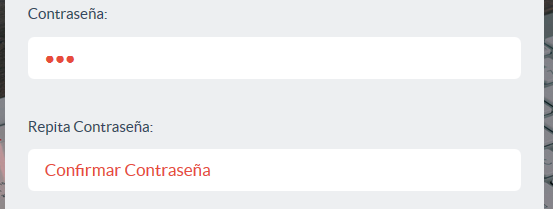 Contraseña:
●●●
Repita Contraseña:
Confirmar Contraseña